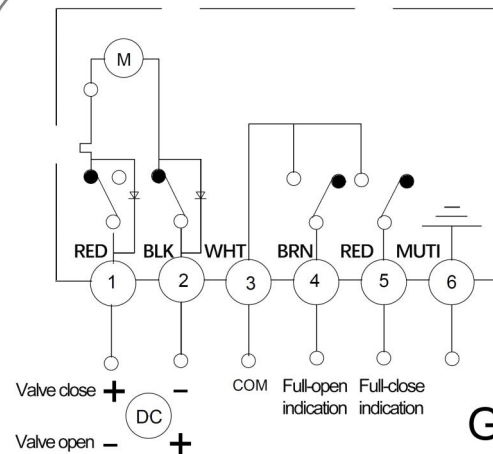 M
RED BLK WHT BRN RED MUTI
1 2 3 4 5 6
Valve close + − COM Full-open Full-close
indication indication
DC
Valve open − +
G